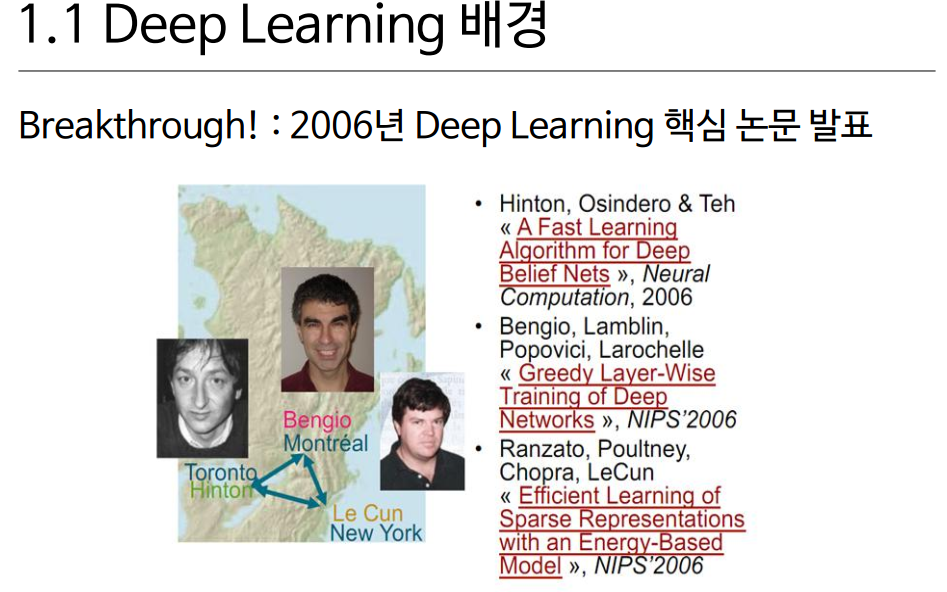 1.1 Deep Learning 배경
Breakthrough! : 2006년 Deep Learning 핵심 논문 발표
Bengio
Montréal
Toronto
Hinton
Le Cun
New York
• Hinton, Osindero & Teh
« A Fast Learning
Algorithm for Deep
Belief Nets », Neural
Computation, 2006
• Bengio, Lamblin,
Popovici, Larochelle
« Greedy Layer-Wise
Training of Deep
Networks », NIPS'2006
• Ranzato, Poultney,
Chopra, LeCun
« Efficient Learning of
Sparse Representations
with an Energy-Based
Model », NIPS'2006